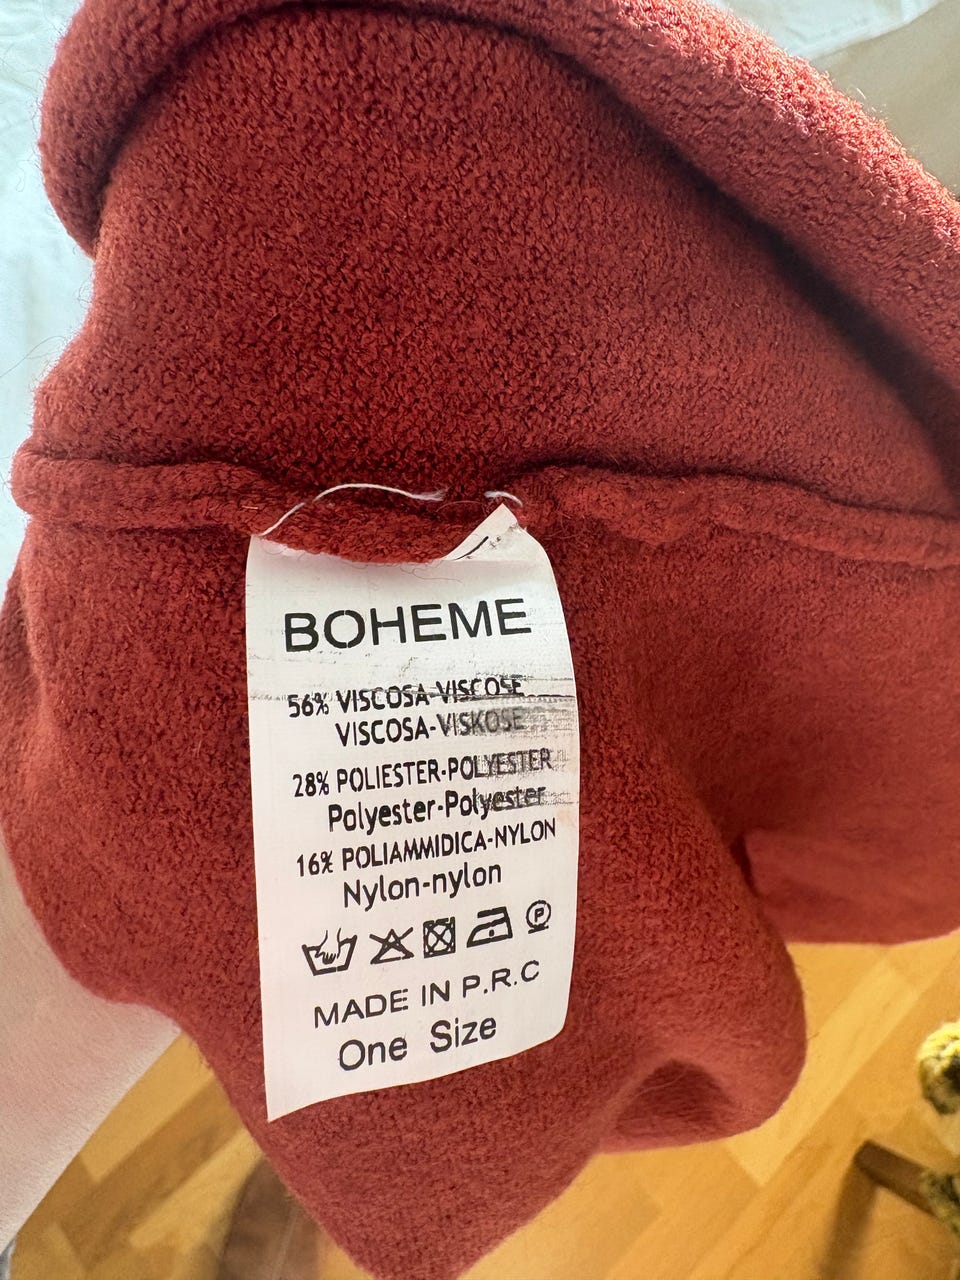 BOHEME
56% VISCOSA-VISCOSE
VISCOSA-VISKOSE
28% POLIESTER-POLYESTER
Polyester-Polyester
16% POLIAMMIDICA-NYLON
Nylon-nylon
P
MADE IN P.R.C
One Size